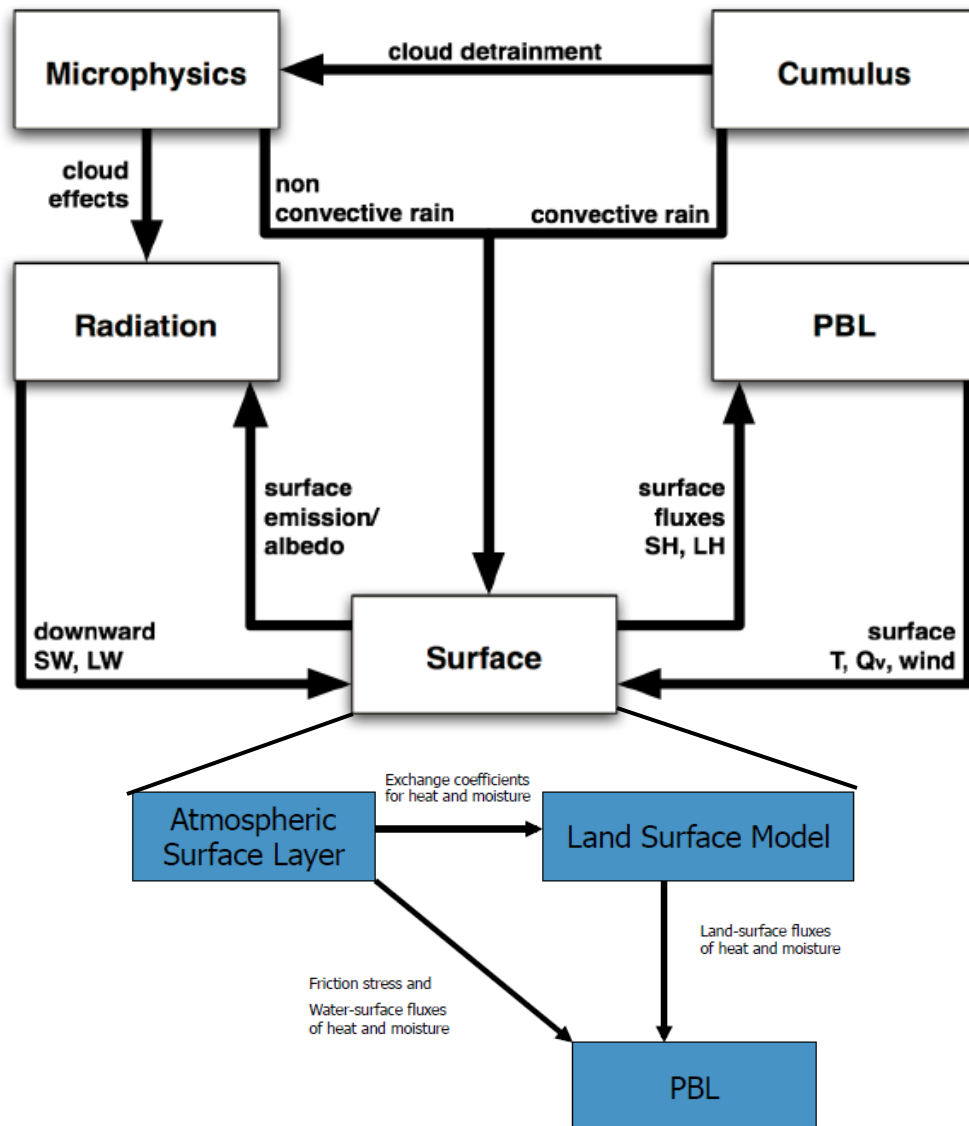 Microphysics
cloud detrainment
Cumulus
cloud
effects
non
convective rain
convective rain
Radiation
PBL
surface
emission/
albedo
surface
fluxes
SH, LH
downward
SW, LW
Surface
surface
T, Qv, wind
Exchange coefficients
for heat and moisture
Atmospheric
Surface Layer
Land Surface Model
Land-surface fluxes
of heat and moisture
Friction stress and
Water-surface fluxes
of heat and moisture
PBL